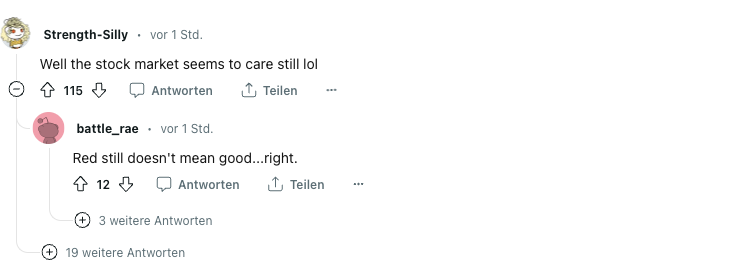 Strength-Silly • vor 1 Std.
Well the stock market seems to care still lol
115 Antworten Teilen ...
battle_rae • vor 1 Std.
Red still doesn't mean good...right.
12 Antworten Teilen ...
3 weitere Antworten
19 weitere Antworten